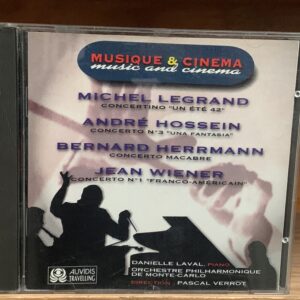 MUSIQUE & CINEMA
music and cinema
MICHEL LEGRAND
CONCERTINO "UN ÉTÉ 42"
ANDRÉ HOSSEIN
CONCERTO N°3 "UNA FANTASIA"
BERNARD HERRMANN
CONCERTO MACABRE
JEAN WIENER
CONCERTO N°1 "FRANCO-AMERICAIN"
DANIELLE LAVAL, PIANO
ORCHESTRE PHILHARMONIQUE
DE MONTE-CARLO
DIRECTION : PASCAL VERROT
AUVIDIS
TRAVELLING